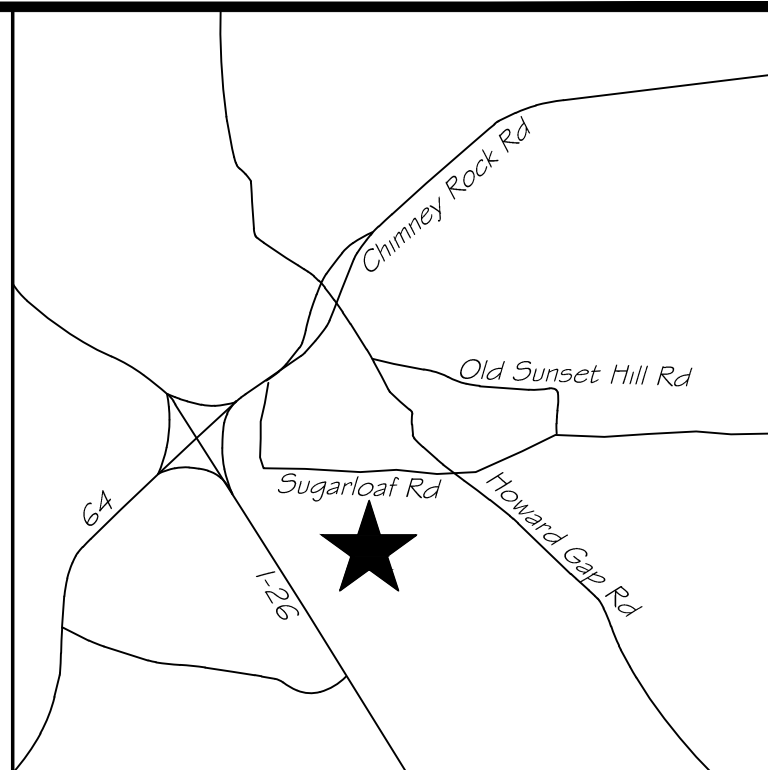 Chimney Rock Rd
Old Sunset Hill Rd
Sugarloaf Rd
64
Howard Gap Rd
I-26